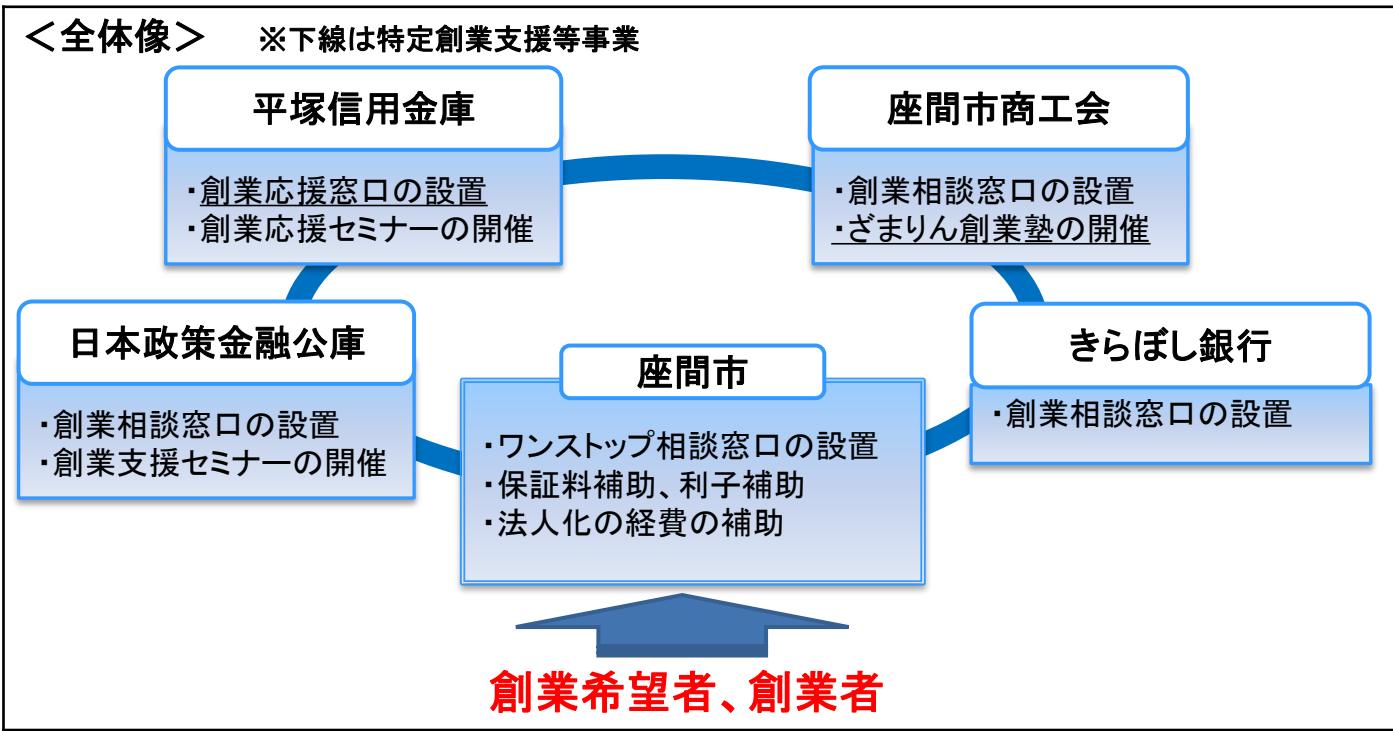 ＜全体像＞　※下線は特定創業支援等事業
平塚信用金庫
・創業応援窓口の設置
・創業応援セミナーの開催
座間市商工会
・創業相談窓口の設置
・ざまりん創業塾の開催
日本政策金融公庫
・創業相談窓口の設置
・創業支援セミナーの開催
座間市
・ワンストップ相談窓口の設置
・保証料補助、利子補助
・法人化の経費の補助
きらぼし銀行
・創業相談窓口の設置
創業希望者、創業者